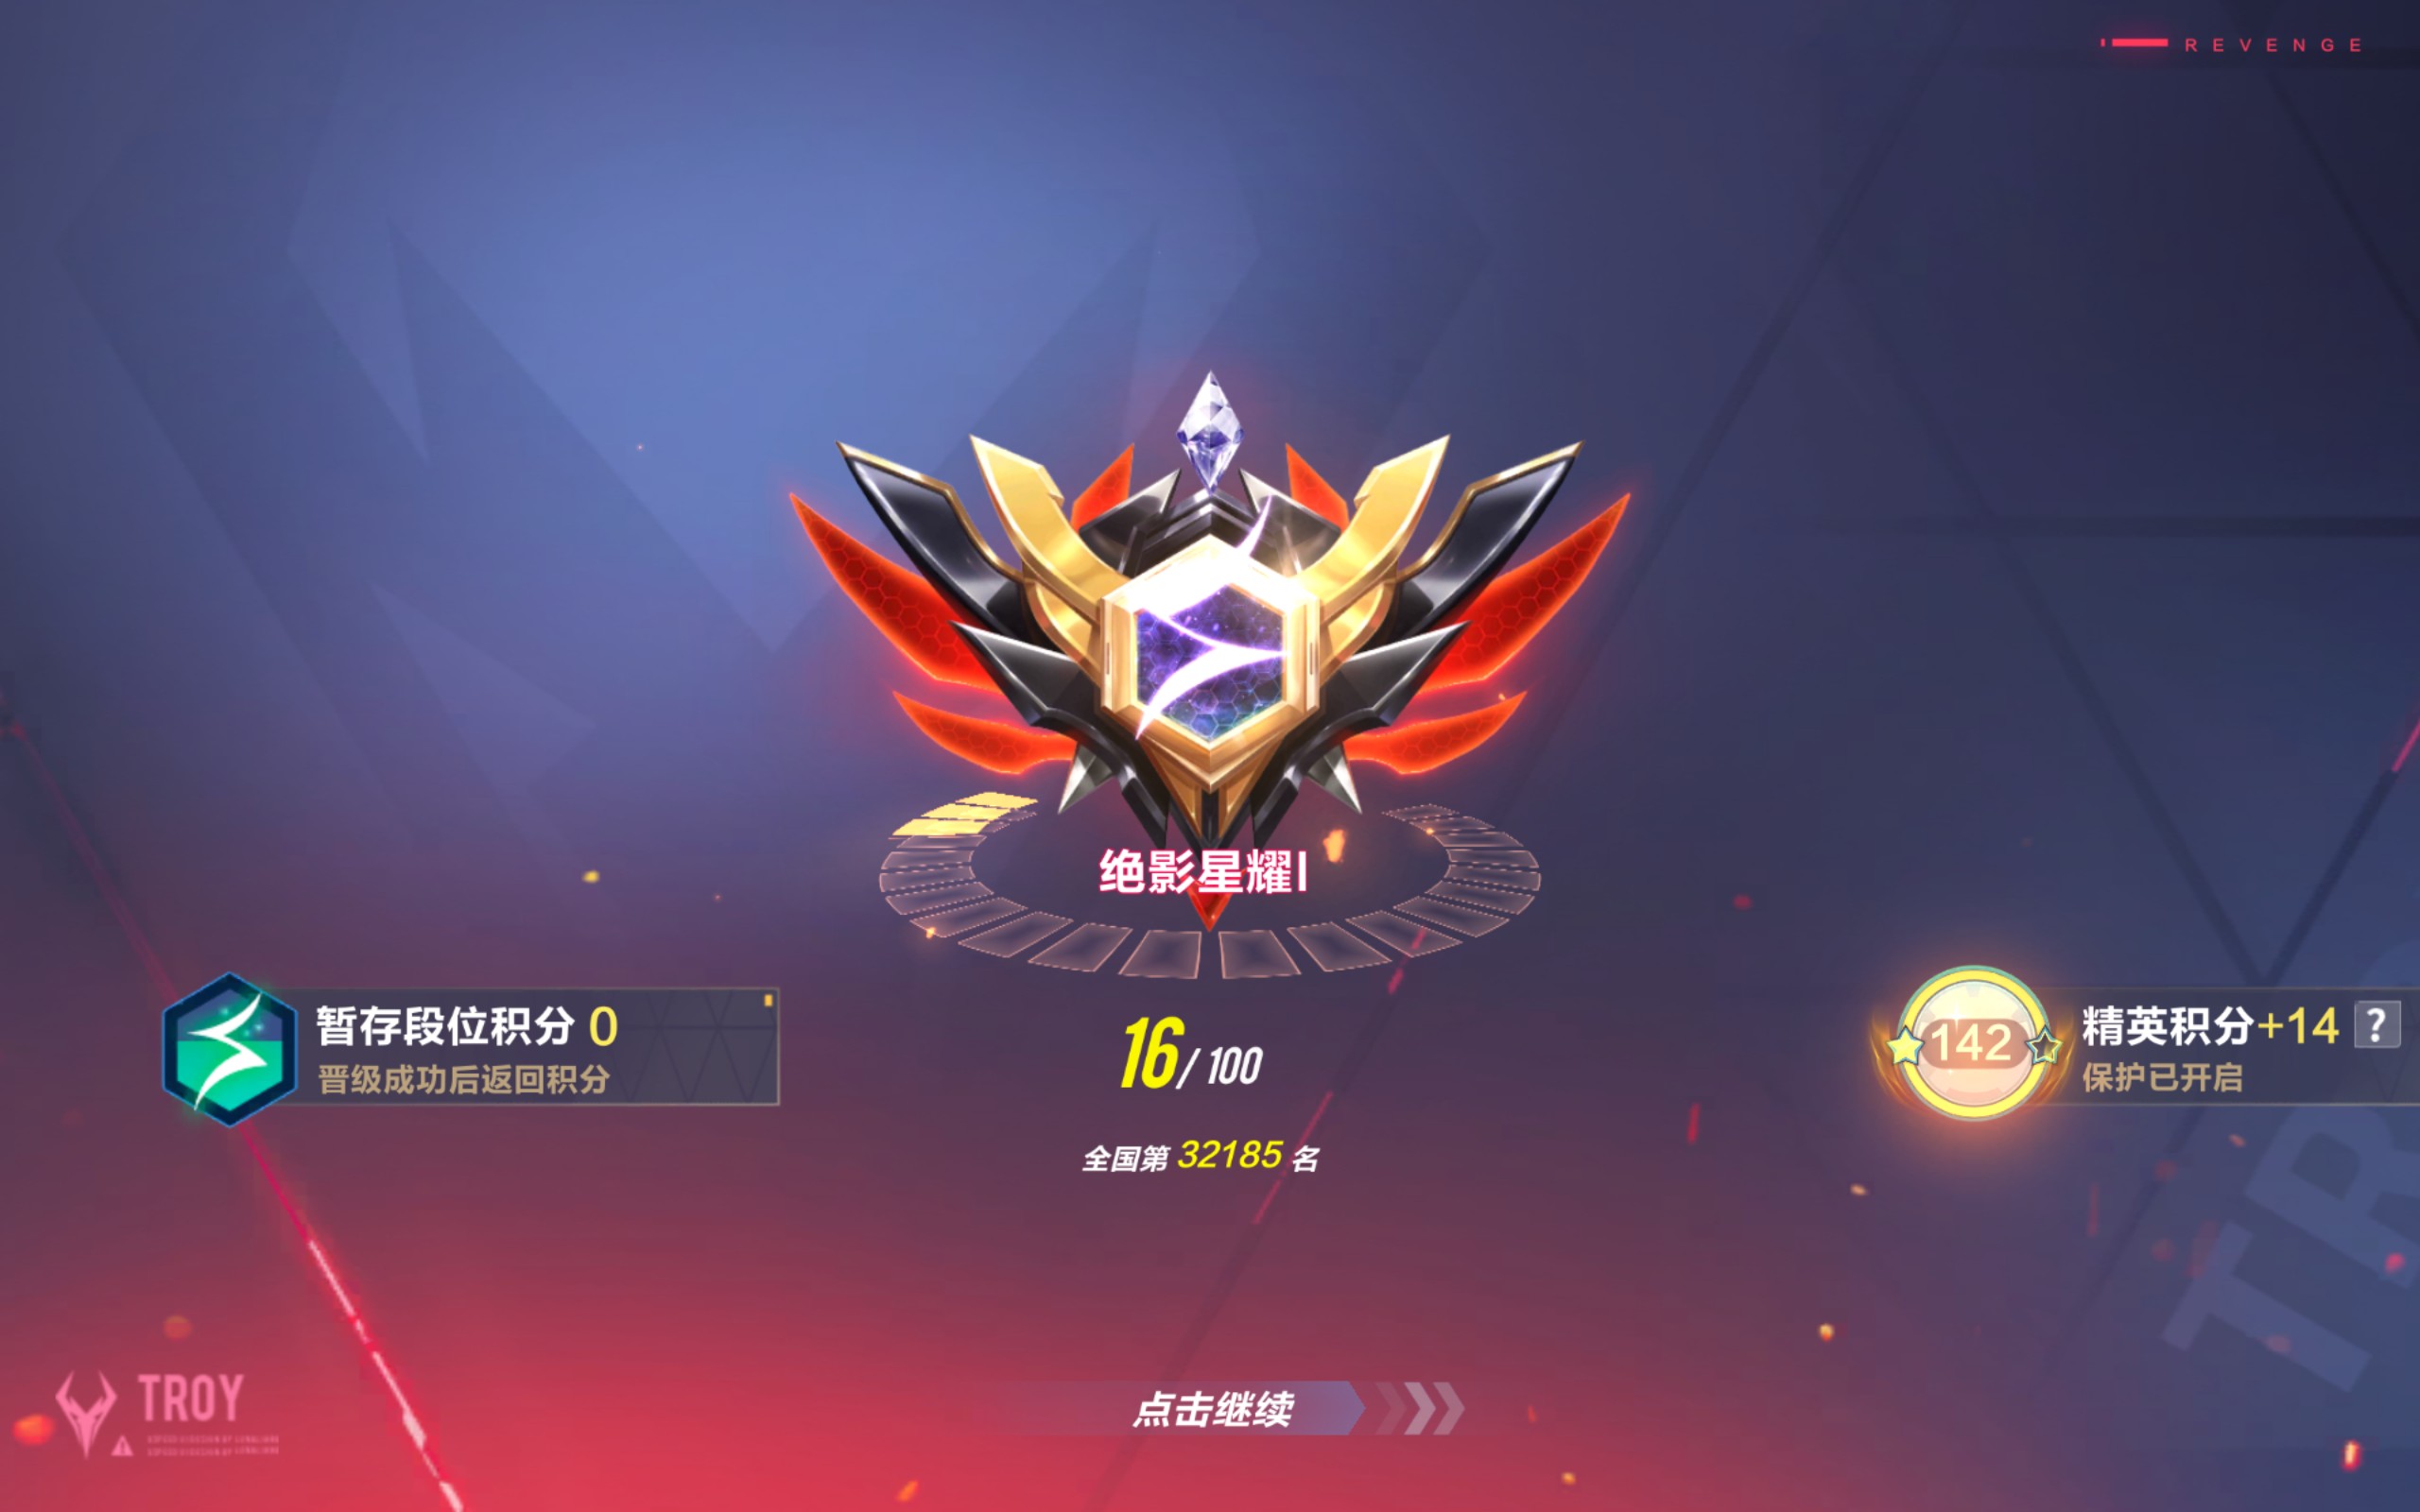 REVENGE
绝影星耀I
暂存段位积分 0
晋级成功后返回积分
16/100
全国第 32185 名
142
精英积分+14 ?
保护已开启
点击继续
TROY